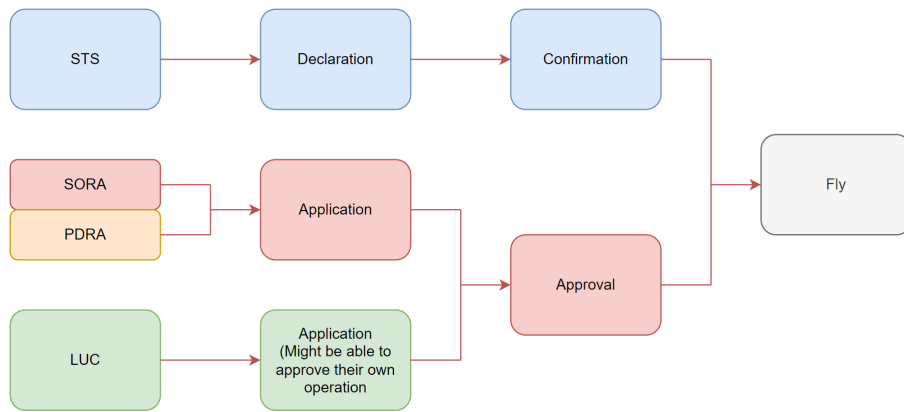 STS
Declaration
Confirmation
SORA
PDRA
Application
Fly
Approval
LUC
Application
(Might be able to
approve their own
operation